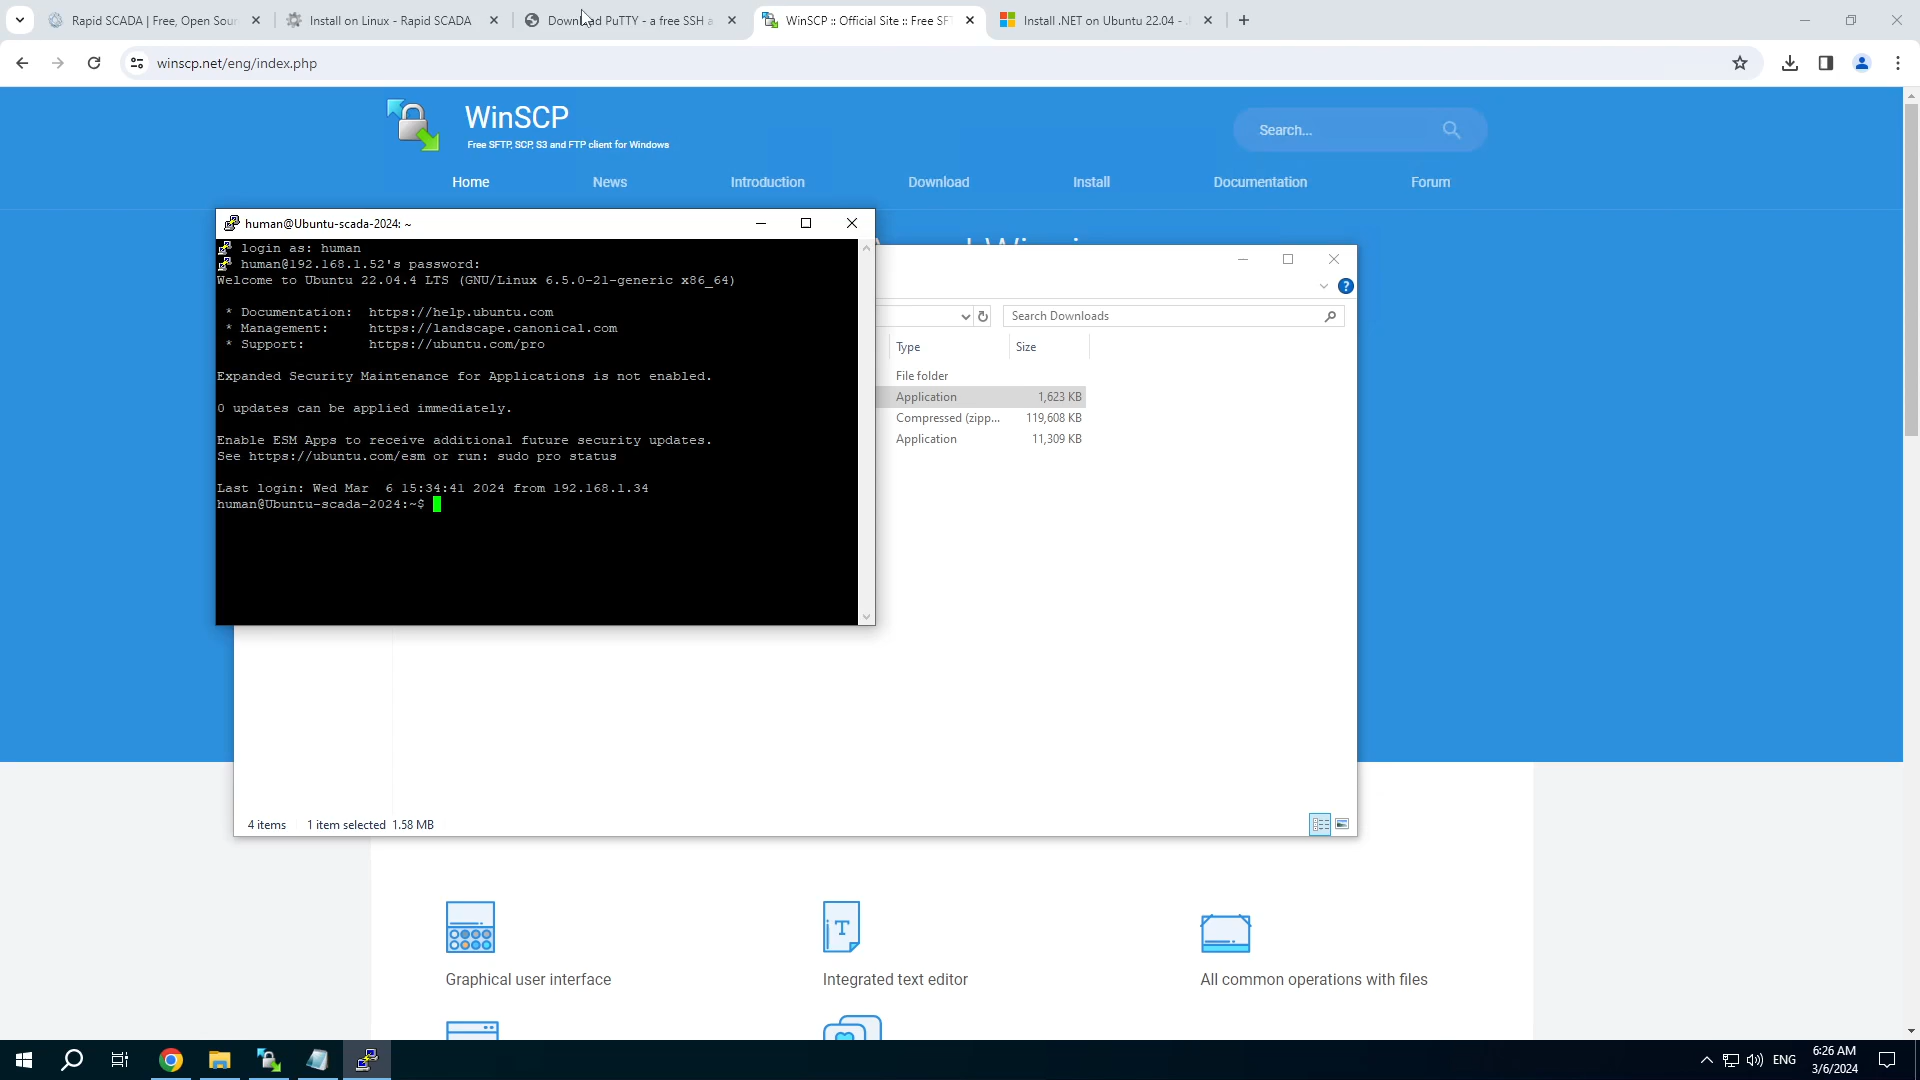 Rapid SCADA | Free, Open Sour
Install on Linux - Rapid SCADA
Download PuTTY - a free SSH a
WinSCP :: Official Site :: Free SFT
Install .NET on Ubuntu 22.04 -
winscp.net/eng/index.php
WinSCP
Free SFTP, SCP, S3 and FTP client for Windows
Search...
Home
News
Introduction
Download
Install
Documentation
Forum
human@Ubuntu-scada-2024: ~
login as: human
human@192.168.1.52's password:
Welcome to Ubuntu 22.04.4 LTS (GNU/Linux 6.5.0-21-generic x86_64)
* Documentation:  https://help.ubuntu.com
* Management:     https://landscape.canonical.com
* Support:        https://ubuntu.com/pro
Expanded Security Maintenance for Applications is not enabled.
0 updates can be applied immediately.
Enable ESM Apps to receive additional future security updates.
See https://ubuntu.com/esm or run: sudo pro status
Last login: Wed Mar  6 15:34:41 2024 from 192.168.1.34
human@Ubuntu-scada-2024:~$
Search Downloads
Type Size
File folder
Application 1,623 KB
Compressed (zipp... 119,608 KB
Application 11,309 KB
4 items 1 item selected 1.58 MB
Graphical user interface
Integrated text editor
All common operations with files
ENG
6:26 AM
3/6/2024